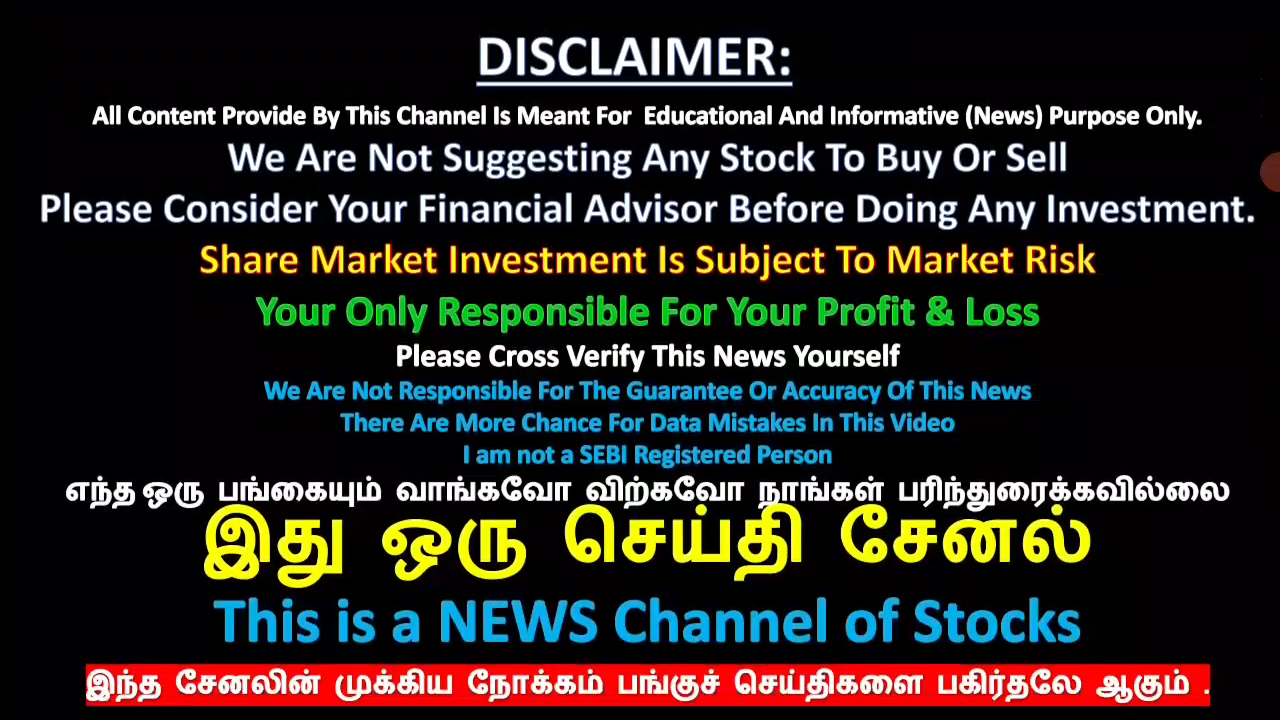 DISCLAIMER:
All Content Provide By This Channel Is Meant For Educational And Informative (News) Purpose Only.
We Are Not Suggesting Any Stock To Buy Or Sell
Please Consider Your Financial Advisor Before Doing Any Investment.
Share Market Investment Is Subject To Market Risk
Your Only Responsible For Your Profit & Loss
Please Cross Verify This News Yourself
We Are Not Responsible For The Guarantee Or Accuracy Of This News
There Are More Chance For Data Mistakes In This Video
I am not a SEBI Registered Person
எந்த ஒரு பங்கையும் வாங்கவோ விற்கவோ நாங்கள் பரிந்துரைக்கவில்லை
இது ஒரு செய்தி சேனல்
This is a NEWS Channel of Stocks
இந்த சேனலின் முக்கிய நோக்கம் பங்குச் செய்திகளை பகிர்தலே ஆகும் .